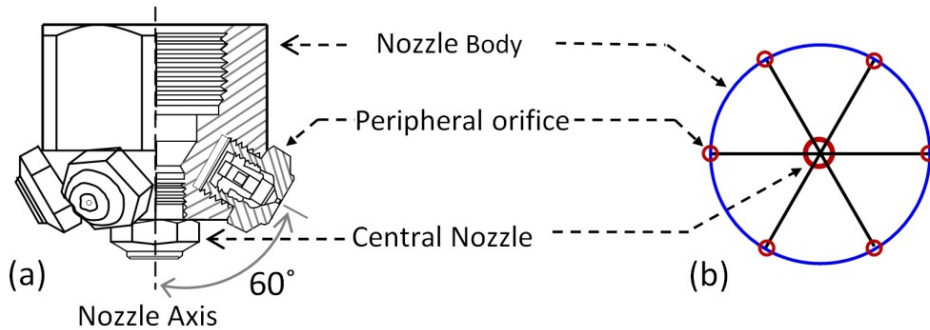 Nozzle Body
Peripheral orifice
Central Nozzle
(a)
60°
(b)
Nozzle Axis